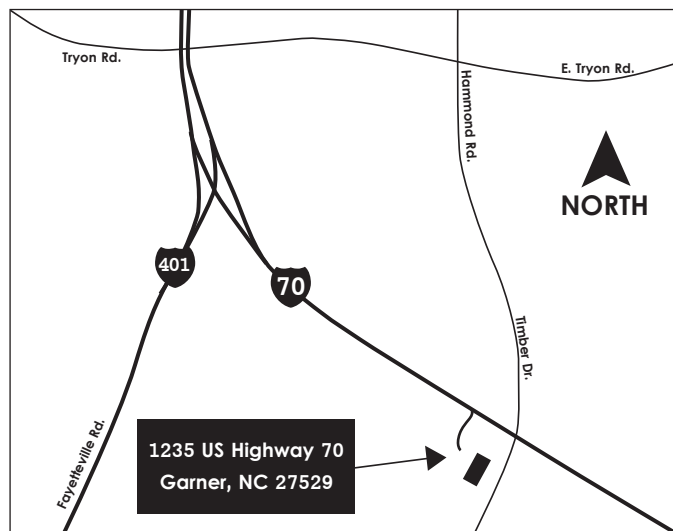 Tryon Rd.
E. Tryon Rd.
Hammond Rd.
NORTH
401
70
Timber Dr.
Fayetteville Rd.
1235 US Highway 70
Garner, NC 27529